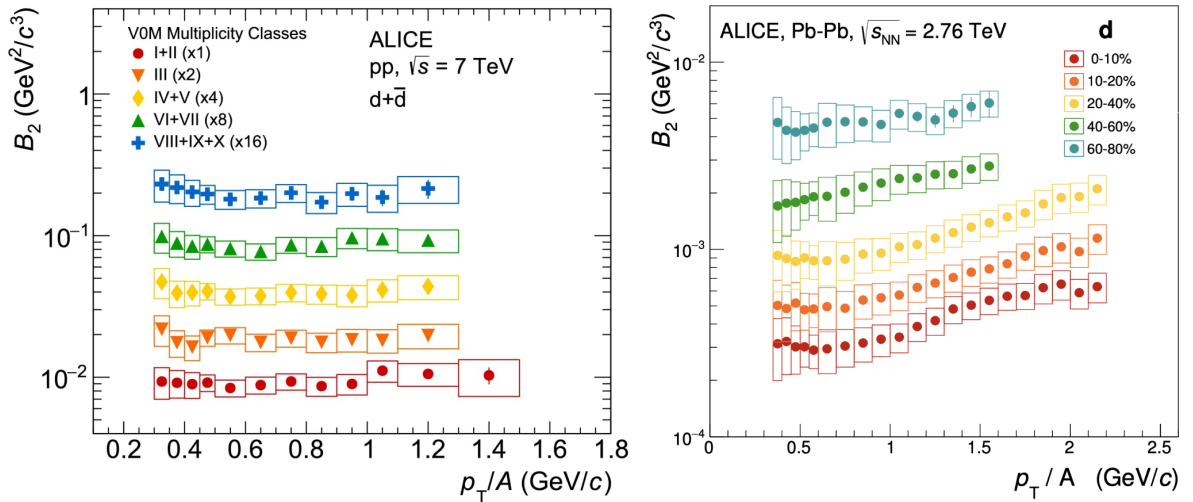 V0M Multiplicity Classes
I+II (x1)
III (x2)
IV+V (x4)
VI+VII (x8)
VIII+IX+X (x16)
ALICE
pp, √s = 7 TeV
d+d̅
B₂ (GeV²/c³)
1
10⁻¹
10⁻²
0.2 0.4 0.6 0.8 1 1.2 1.4 1.6 1.8
p_T/A (GeV/c)
ALICE, Pb-Pb, √s_NN = 2.76 TeV
d
0-10%
10-20%
20-40%
40-60%
60-80%
B₂ (GeV²/c³)
10⁻²
10⁻³
10⁻⁴
0 0.5 1 1.5 2 2.5
p_T / A (GeV/c)